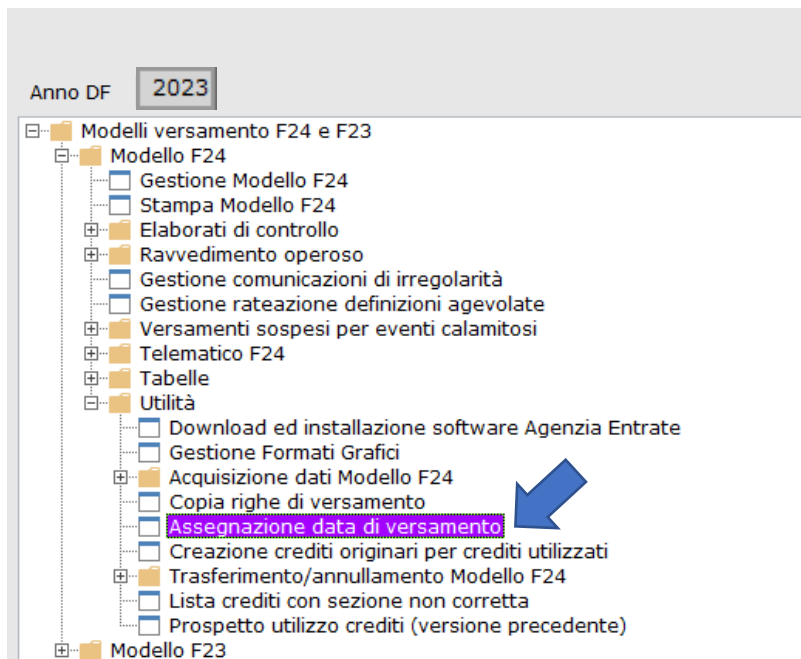 Anno DF 2023
Modelli versamento F24 e F23
Modello F24
Gestione Modello F24
Stampa Modello F24
Elaborati di controllo
Ravvedimento operoso
Gestione comunicazioni di irregolarità
Gestione rateazione definizioni agevolate
Versamenti sospesi per eventi calamitosi
Telematico F24
Tabelle
Utilità
Download ed installazione software Agenzia Entrate
Gestione Formati Grafici
Acquisizione dati Modello F24
Copia righe di versamento
Assegnazione data di versamento
Creazione crediti originari per crediti utilizzati
Trasferimento/annullamento Modello F24
Lista crediti con sezione non corretta
Prospetto utilizzo crediti (versione precedente)
Modello F23